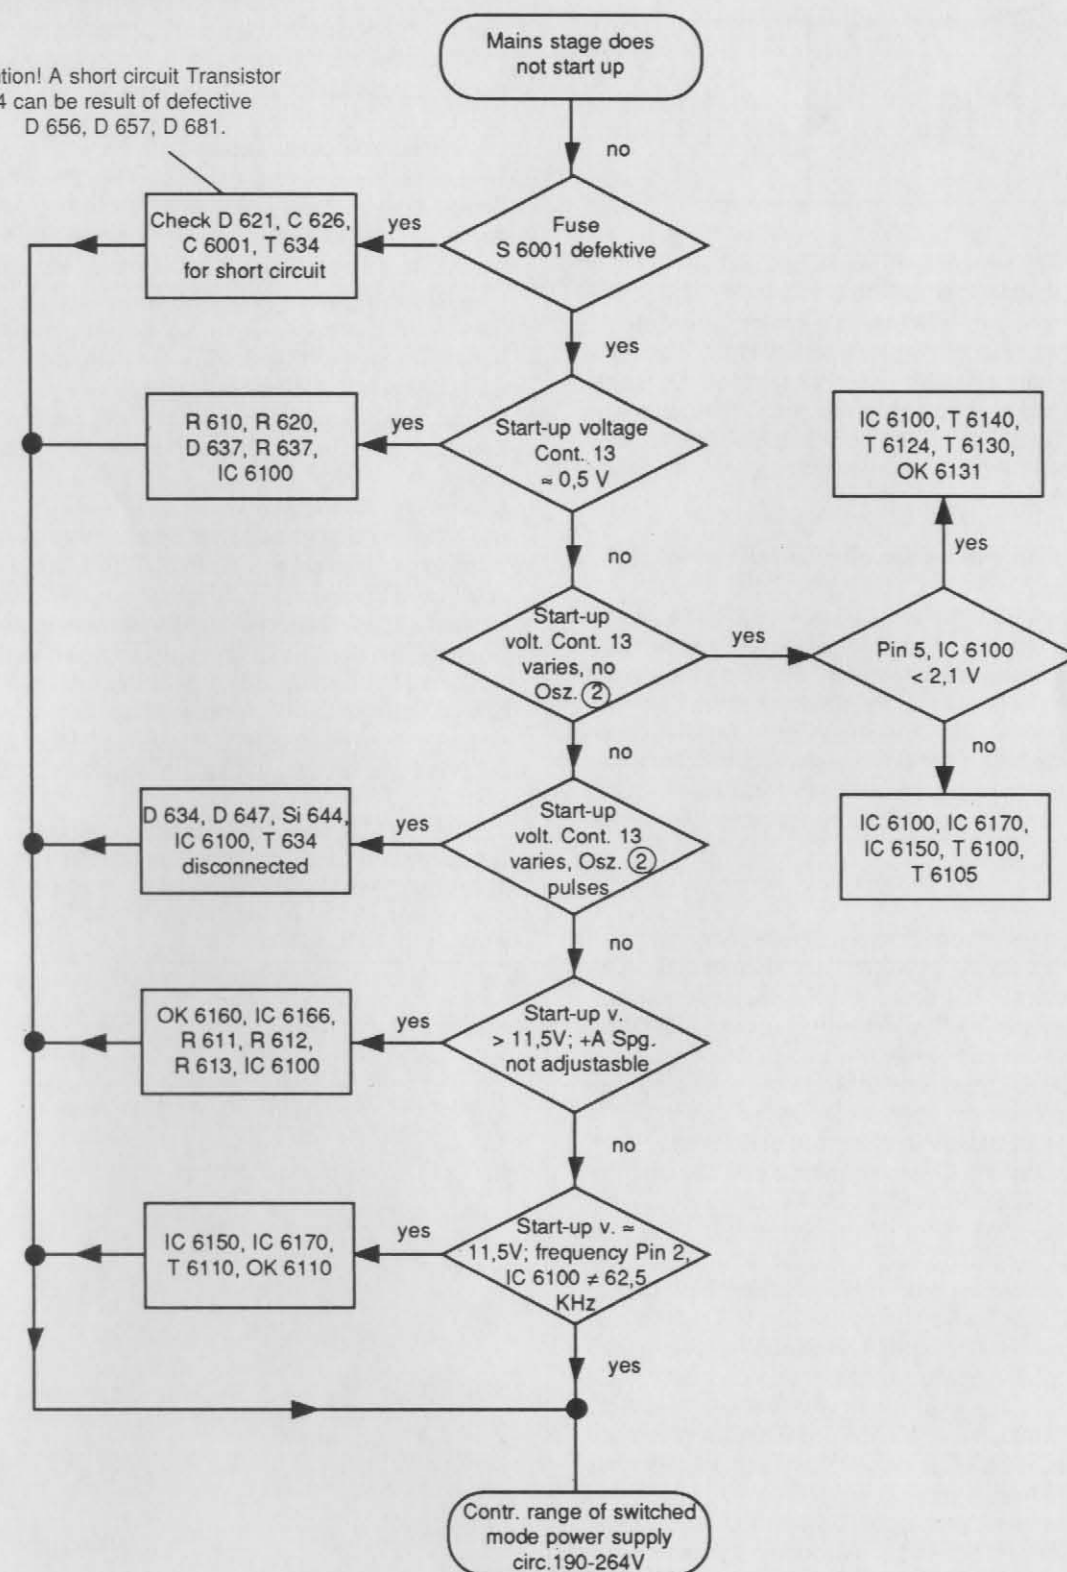 Mains stage does
not start up
tion! A short circuit Transistor
4 can be result of defective
D 656, D 657, D 681.
no
Check D 621, C 626,
C 6001, T 634
for short circuit
yes
Fuse
S 6001 defektive
yes
R 610, R 620,
D 637, R 637,
IC 6100
yes
Start-up voltage
Cont. 13
≈ 0,5 V
IC 6100, T 6140,
T 6124, T 6130,
OK 6131
no
yes
Start-up
volt. Cont. 13
varies, no
Osz. ②
yes
Pin 5, IC 6100
< 2,1 V
no
no
D 634, D 647, Si 644,
IC 6100, T 634
disconnected
yes
Start-up
volt. Cont. 13
varies, Osz. ②
pulses
IC 6100, IC 6170,
IC 6150, T 6100,
T 6105
no
OK 6160, IC 6166,
R 611, R 612,
R 613, IC 6100
yes
Start-up v.
> 11,5V; +A Spg.
not adjustasble
no
IC 6150, IC 6170,
T 6110, OK 6110
yes
Start-up v. ≈
11,5V; frequency Pin 2,
IC 6100 ≠ 62,5
KHz
yes
Contr. range of switched
mode power supply
circ.190-264V